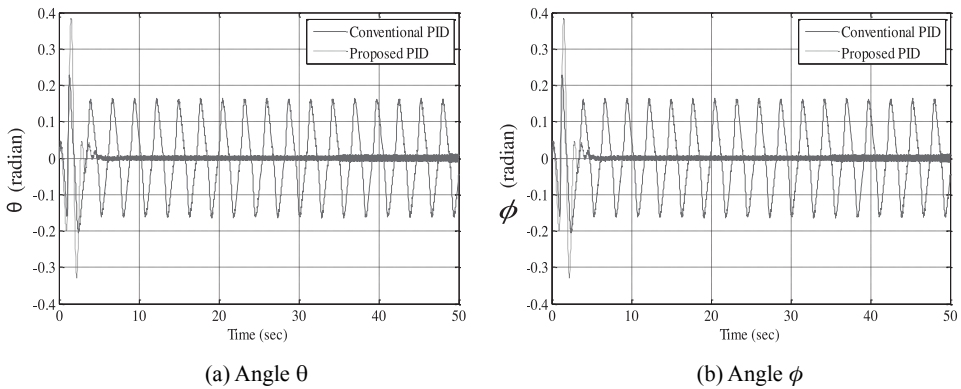 0.4
0.3
0.2
0.1
0
-0.1
-0.2
-0.3
-0.4
θ (radian)
0 10 20 30 40 50
Time (sec)
Conventional PID
Proposed PID
(a) Angle θ
0.4
0.3
0.2
0.1
0
-0.1
-0.2
-0.3
-0.4
ϕ (radian)
0 10 20 30 40 50
Time (sec)
Conventional PID
Proposed PID
(b) Angle ϕ